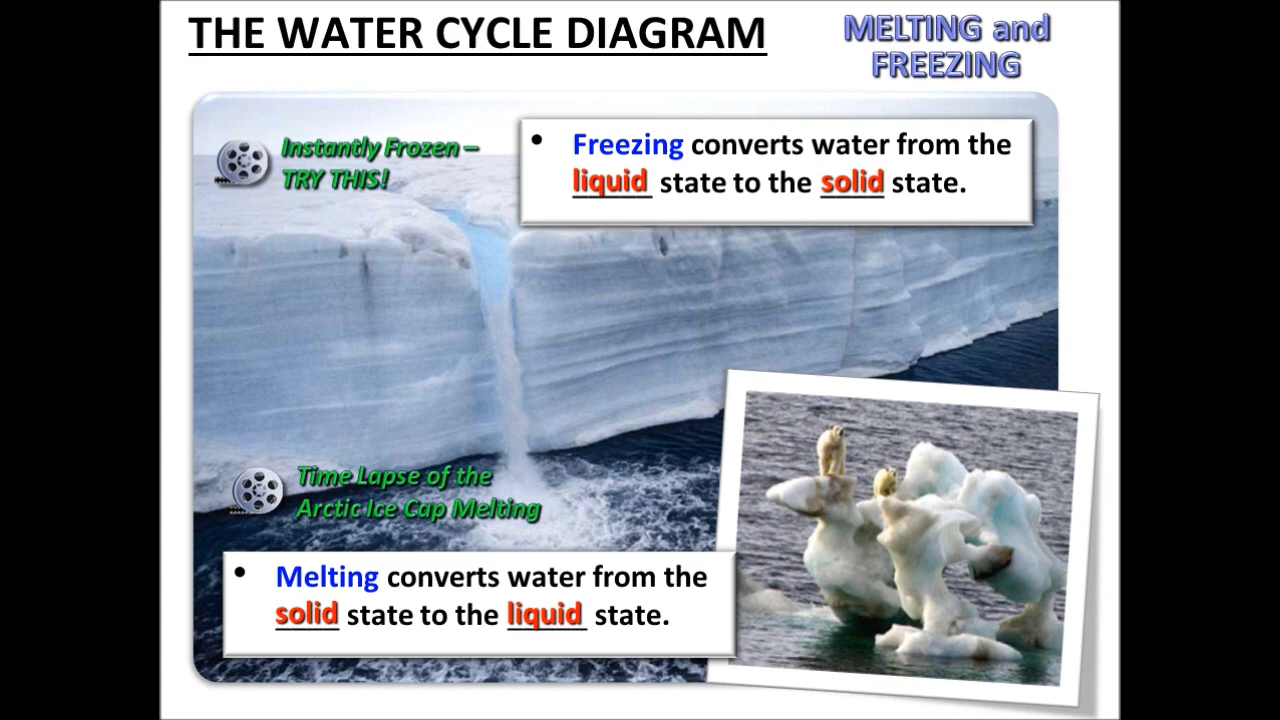 THE WATER CYCLE DIAGRAM
MELTING and
FREEZING
Instantly Frozen –
TRY THIS!
• Freezing converts water from the
liquid state to the solid state.
Time Lapse of the
Arctic Ice Cap Melting
• Melting converts water from the
solid state to the liquid state.